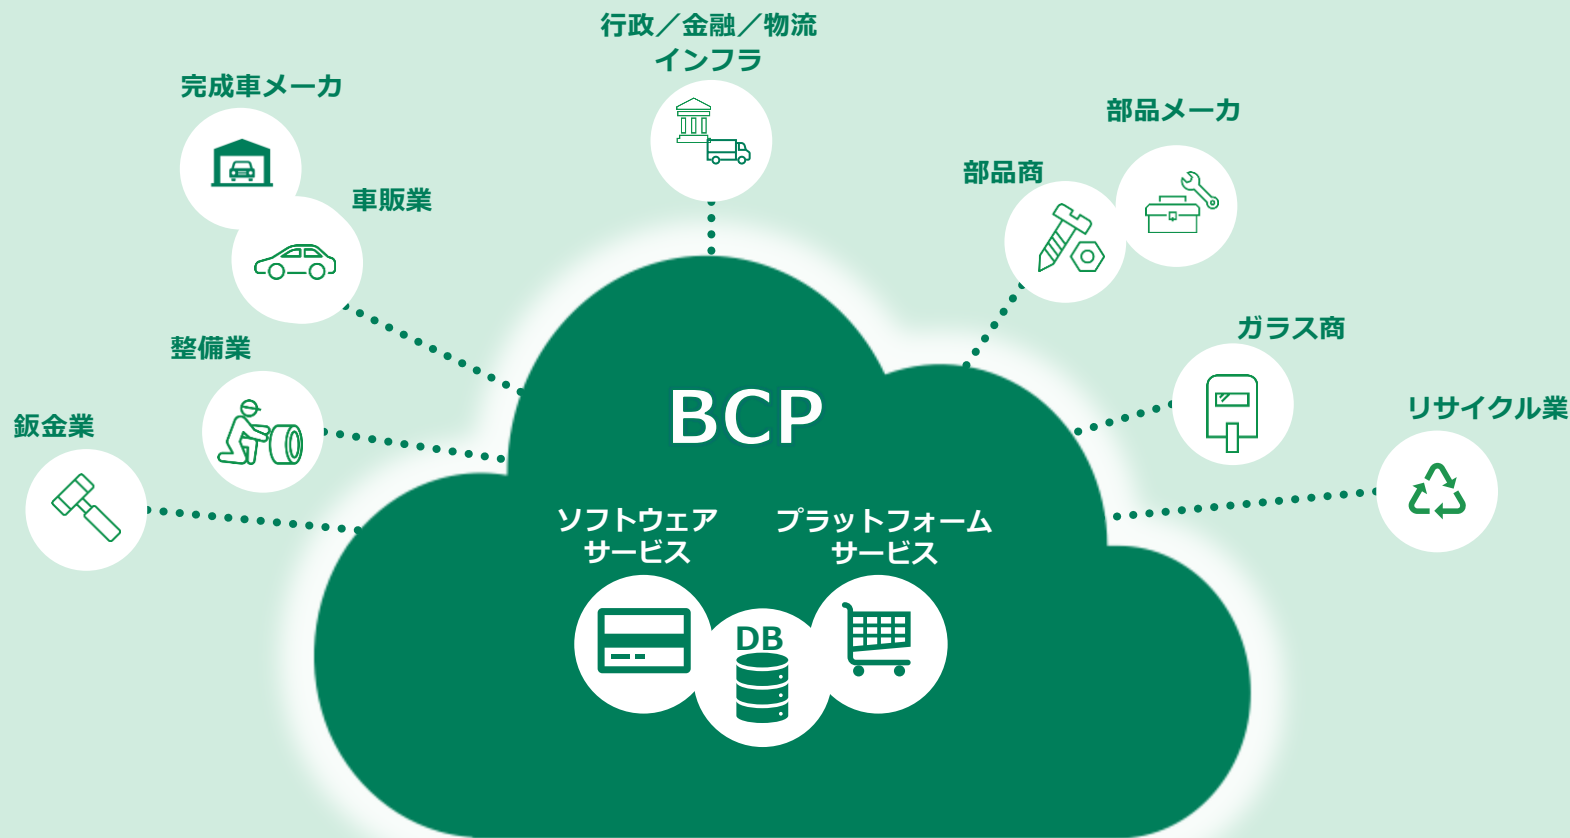 行政／金融／物流
インフラ
完成車メーカ
部品メーカ
部品商
車販業
ガラス商
整備業
リサイクル業
鈑金業
BCP
ソフトウェア
サービス
プラットフォーム
サービス
DB